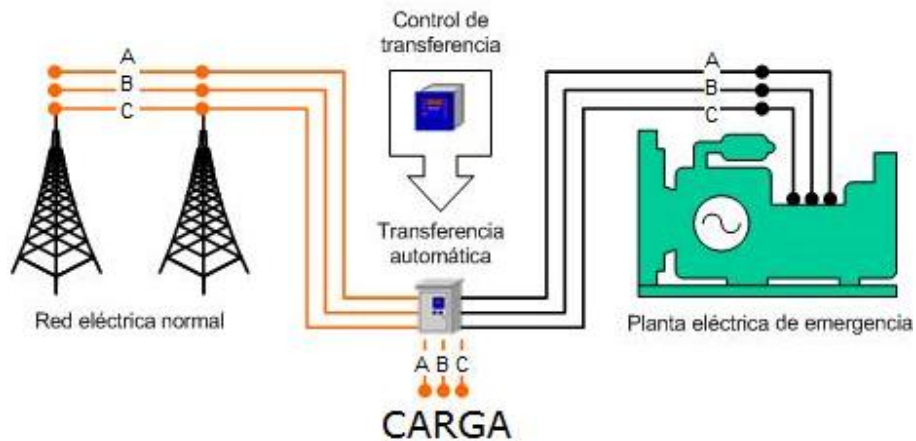 Control de
transferencia
A
B
C
A
B
C
Transferencia
automática
Red eléctrica normal
Planta eléctrica de emergencia
A B C
CARGA